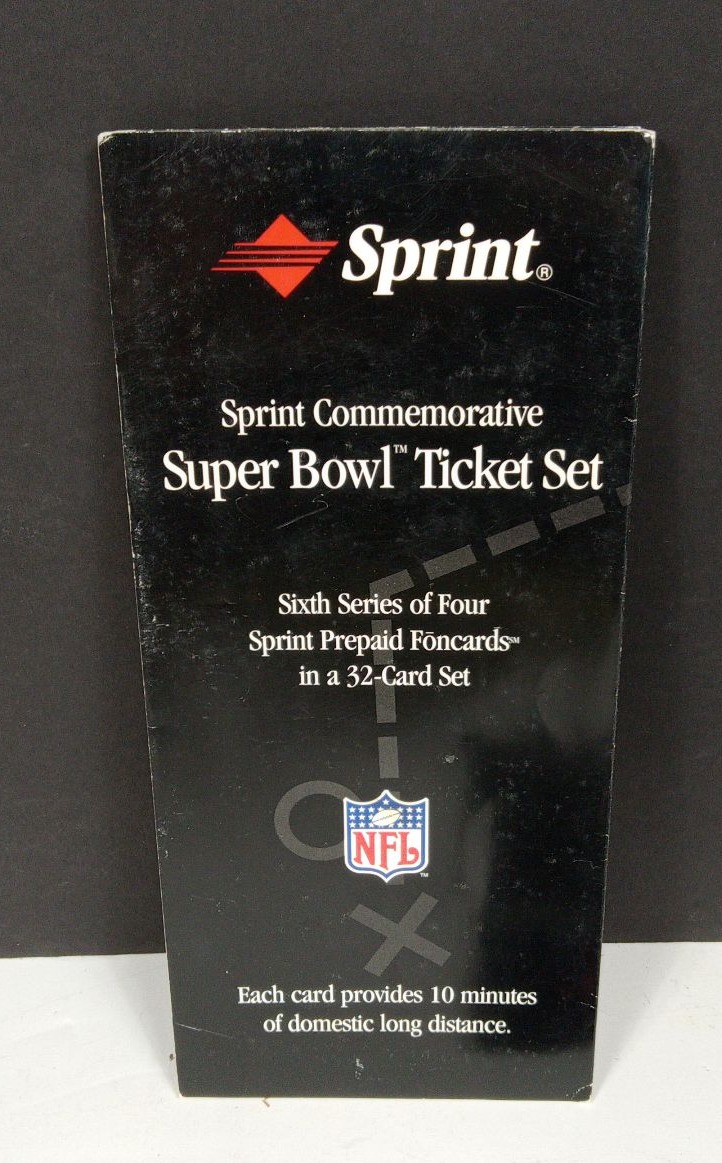 Sprint®
Sprint Commemorative
Super Bowl™ Ticket Set
Sixth Series of Four
Sprint Prepaid Fōncards℠
in a 32-Card Set
NFL™
Each card provides 10 minutes
of domestic long distance.